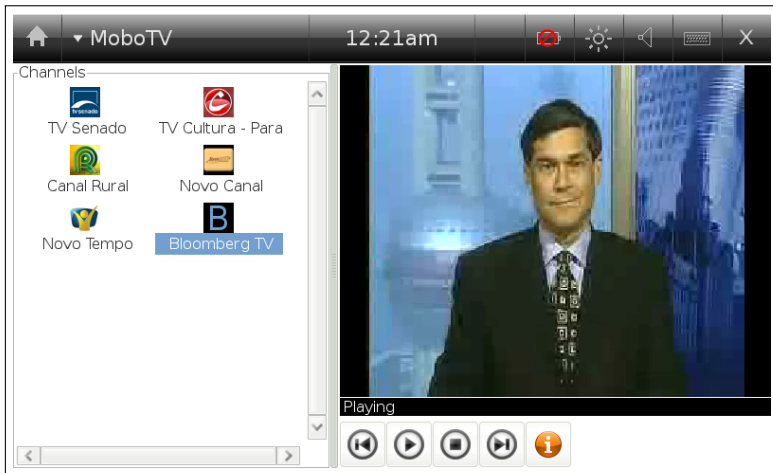 MoboTV
12:21am
X
Channels
TV Senado
TV Cultura - Para
Canal Rural
Novo Canal
Novo Tempo
B
Bloomberg TV
Playing
i